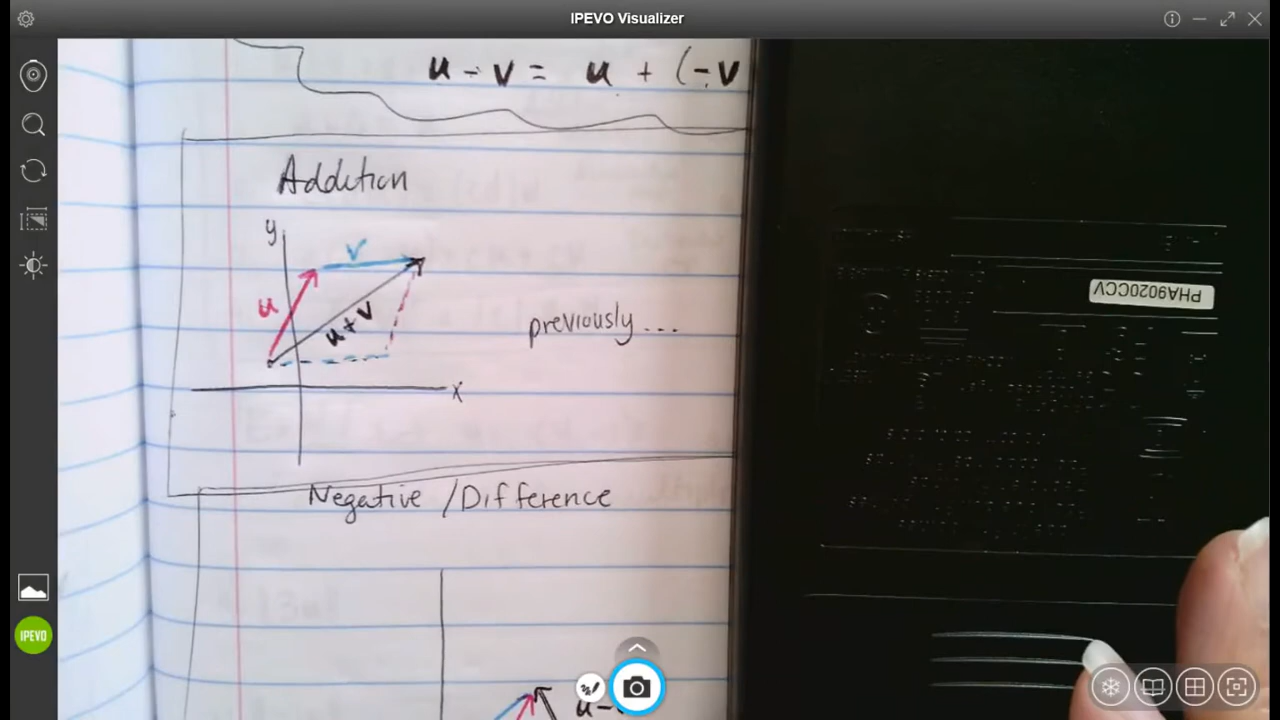 IPEVO Visualizer
u - v = u + (-v
Addition
y
v
u
u + v
previously...
PHA9020CCV
x
Negative / Difference
IPEVO
u-